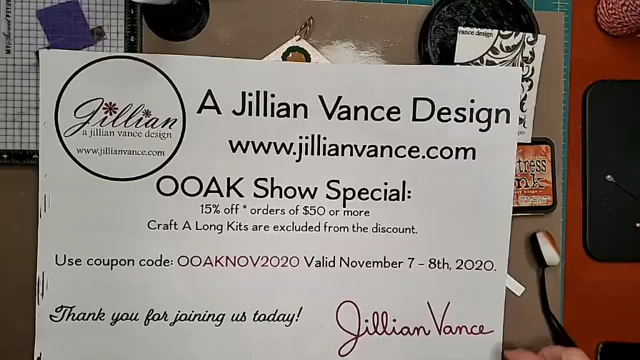 Jillian
a jillian vance design
www.jillianvance.com
A Jillian Vance Design
www.jillianvance.com
OOAK Show Special:
15% off * orders of $50 or more
Craft A Long Kits are excluded from the discount.
Use coupon code: OOAKNOV2020 Valid November 7 - 8th, 2020.
Thank you for joining us today!
Jillian Vance
vance design